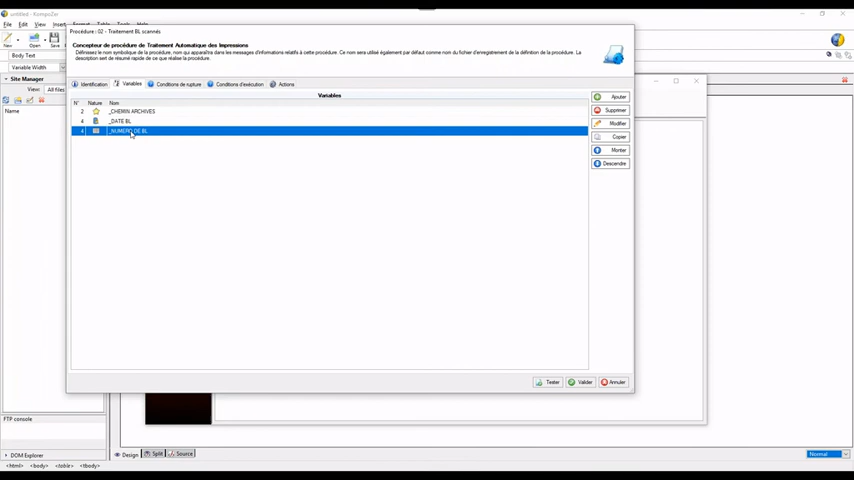 untitled - KompoZer
File Edit View Insert Format Table Tools Help
New Open Save
Body Text
Variable Width
Site Manager
View: All files
Name
FTP console
DOM Explorer
Procédure : 02 - Traitement BL scannés
Concepteur de procédure de Traitement Automatique des Impressions
Définissez le nom symbolique de la procédure, nom qui apparaîtra dans les messages d'informations relatifs à cette procédure. Ce nom sera utilisé également par défaut comme nom du fichier d'enregistrement de la définition de la procédure. La
description sert de résumé rapide de ce que réalise la procédure.
Identification Variables Conditions de rupture Conditions d'exécution Actions
Variables
N° Nature Nom
2 _CHEMIN ARCHIVES
4 _DATE BL
4 _NUMERO DE BL
Ajouter
Supprimer
Modifier
Copier
Monter
Descendre
Tester Valider Annuler
Design Split Source
Normal
<html> <body> <table> <tbody>